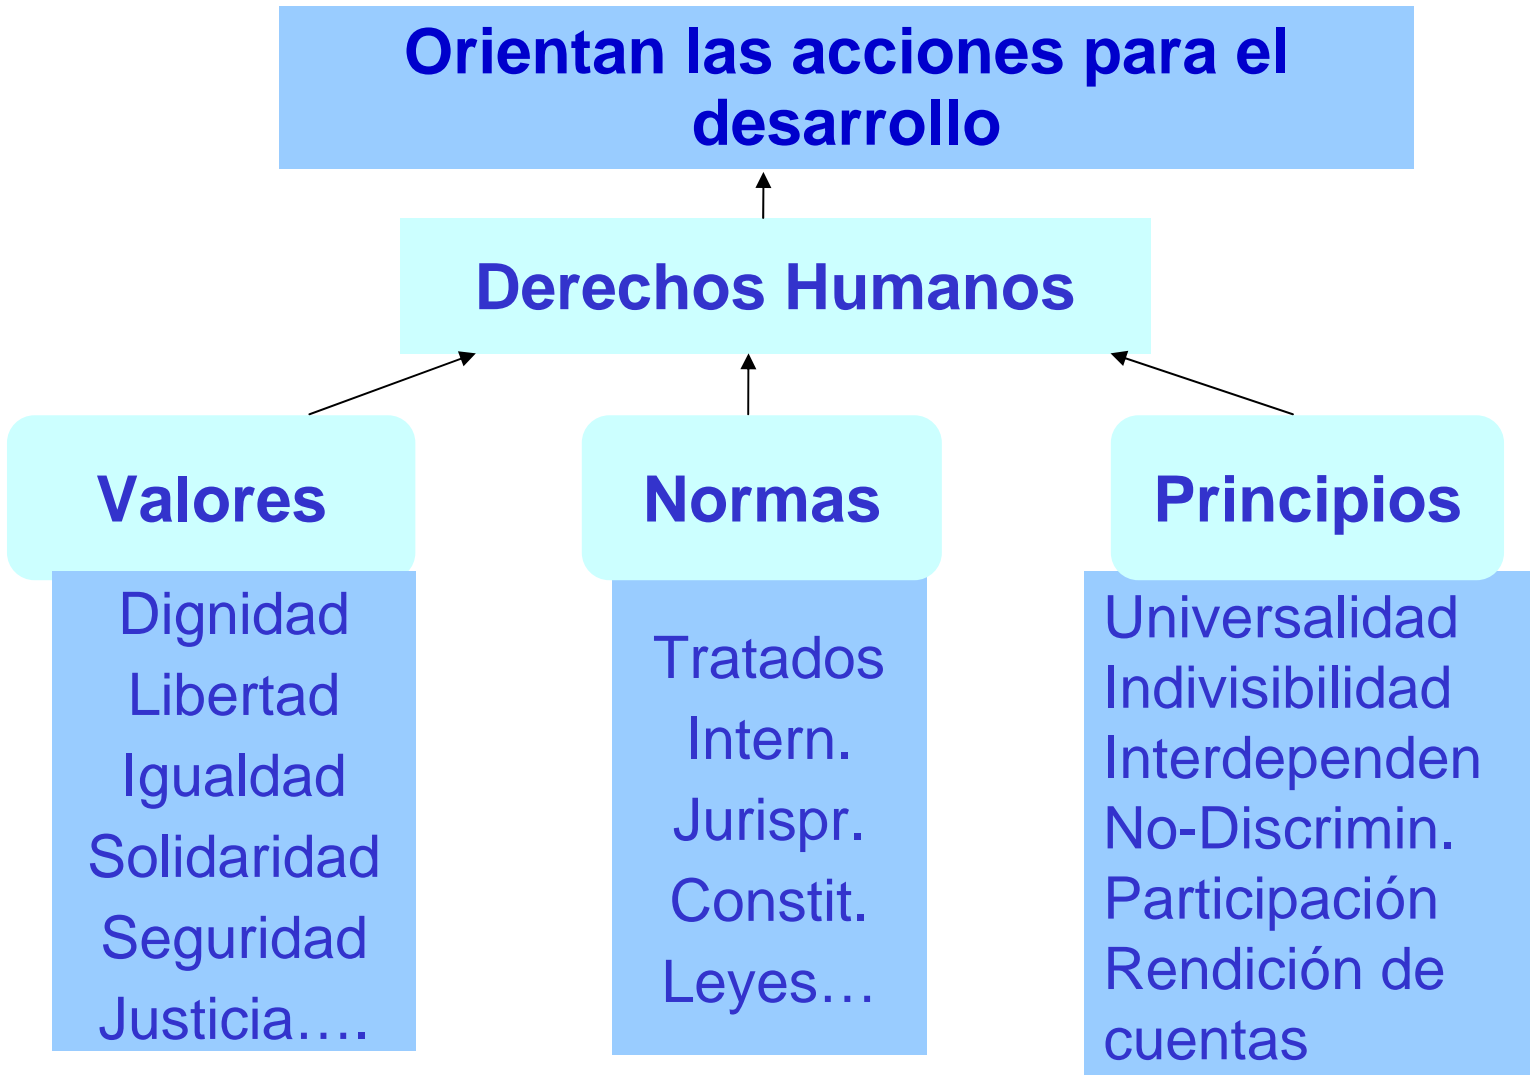 Orientan las acciones para el
desarrollo
Derechos Humanos
Valores
Dignidad
Libertad
Igualdad
Solidaridad
Seguridad
Justicia….
Normas
Tratados
Intern.
Jurispr.
Constit.
Leyes…
Principios
Universalidad
Indivisibilidad
Interdependen
No-Discrimin.
Participación
Rendición de
cuentas